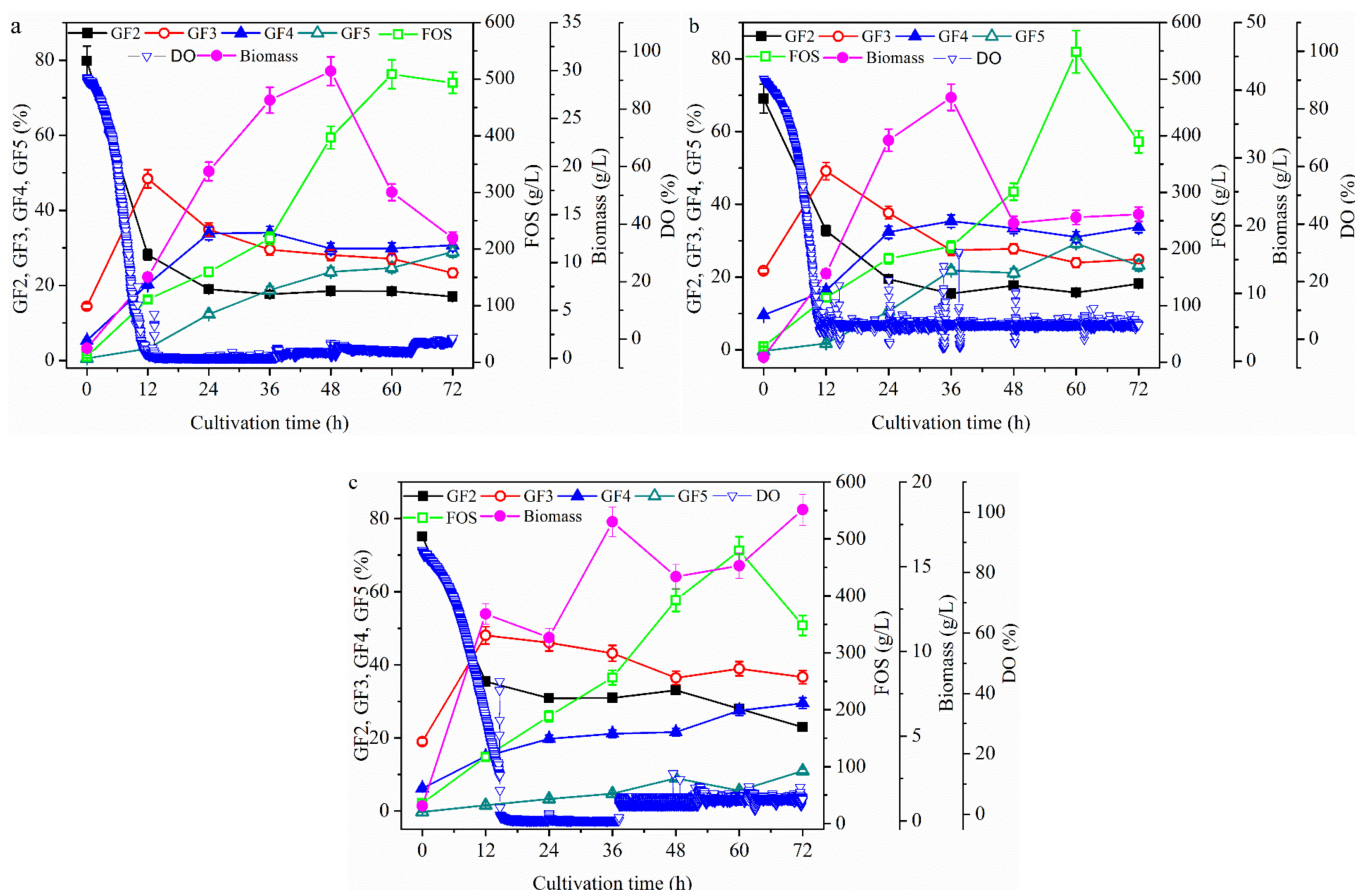 a
GF2 GF3 GF4 GF5 FOS
DO Biomass
GF2, GF3, GF4, GF5 (%)
80
60
40
20
0
0 12 24 36 48 60 72
Cultivation time (h)
600
500
400
300
200
100
0
FOS (g/L)
35
30
25
20
15
10
5
0
Biomass (g/L)
100
80
60
40
20
0
DO (%)
b
GF2 GF3 GF4 GF5
FOS Biomass DO
GF2, GF3, GF4, GF5 (%)
80
60
40
20
0
0 12 24 36 48 60 72
Cultivation time (h)
600
500
400
300
200
100
0
FOS (g/L)
50
40
30
20
10
0
Biomass (g/L)
100
80
60
40
20
0
DO (%)
c
GF2 GF3 GF4 GF5 DO
FOS Biomass
GF2, GF3, GF4, GF5 (%)
80
60
40
20
0
0 12 24 36 48 60 72
Cultivation time (h)
600
500
400
300
200
100
0
FOS (g/L)
20
15
10
5
0
Biomass (g/L)
100
80
60
40
20
0
DO (%)